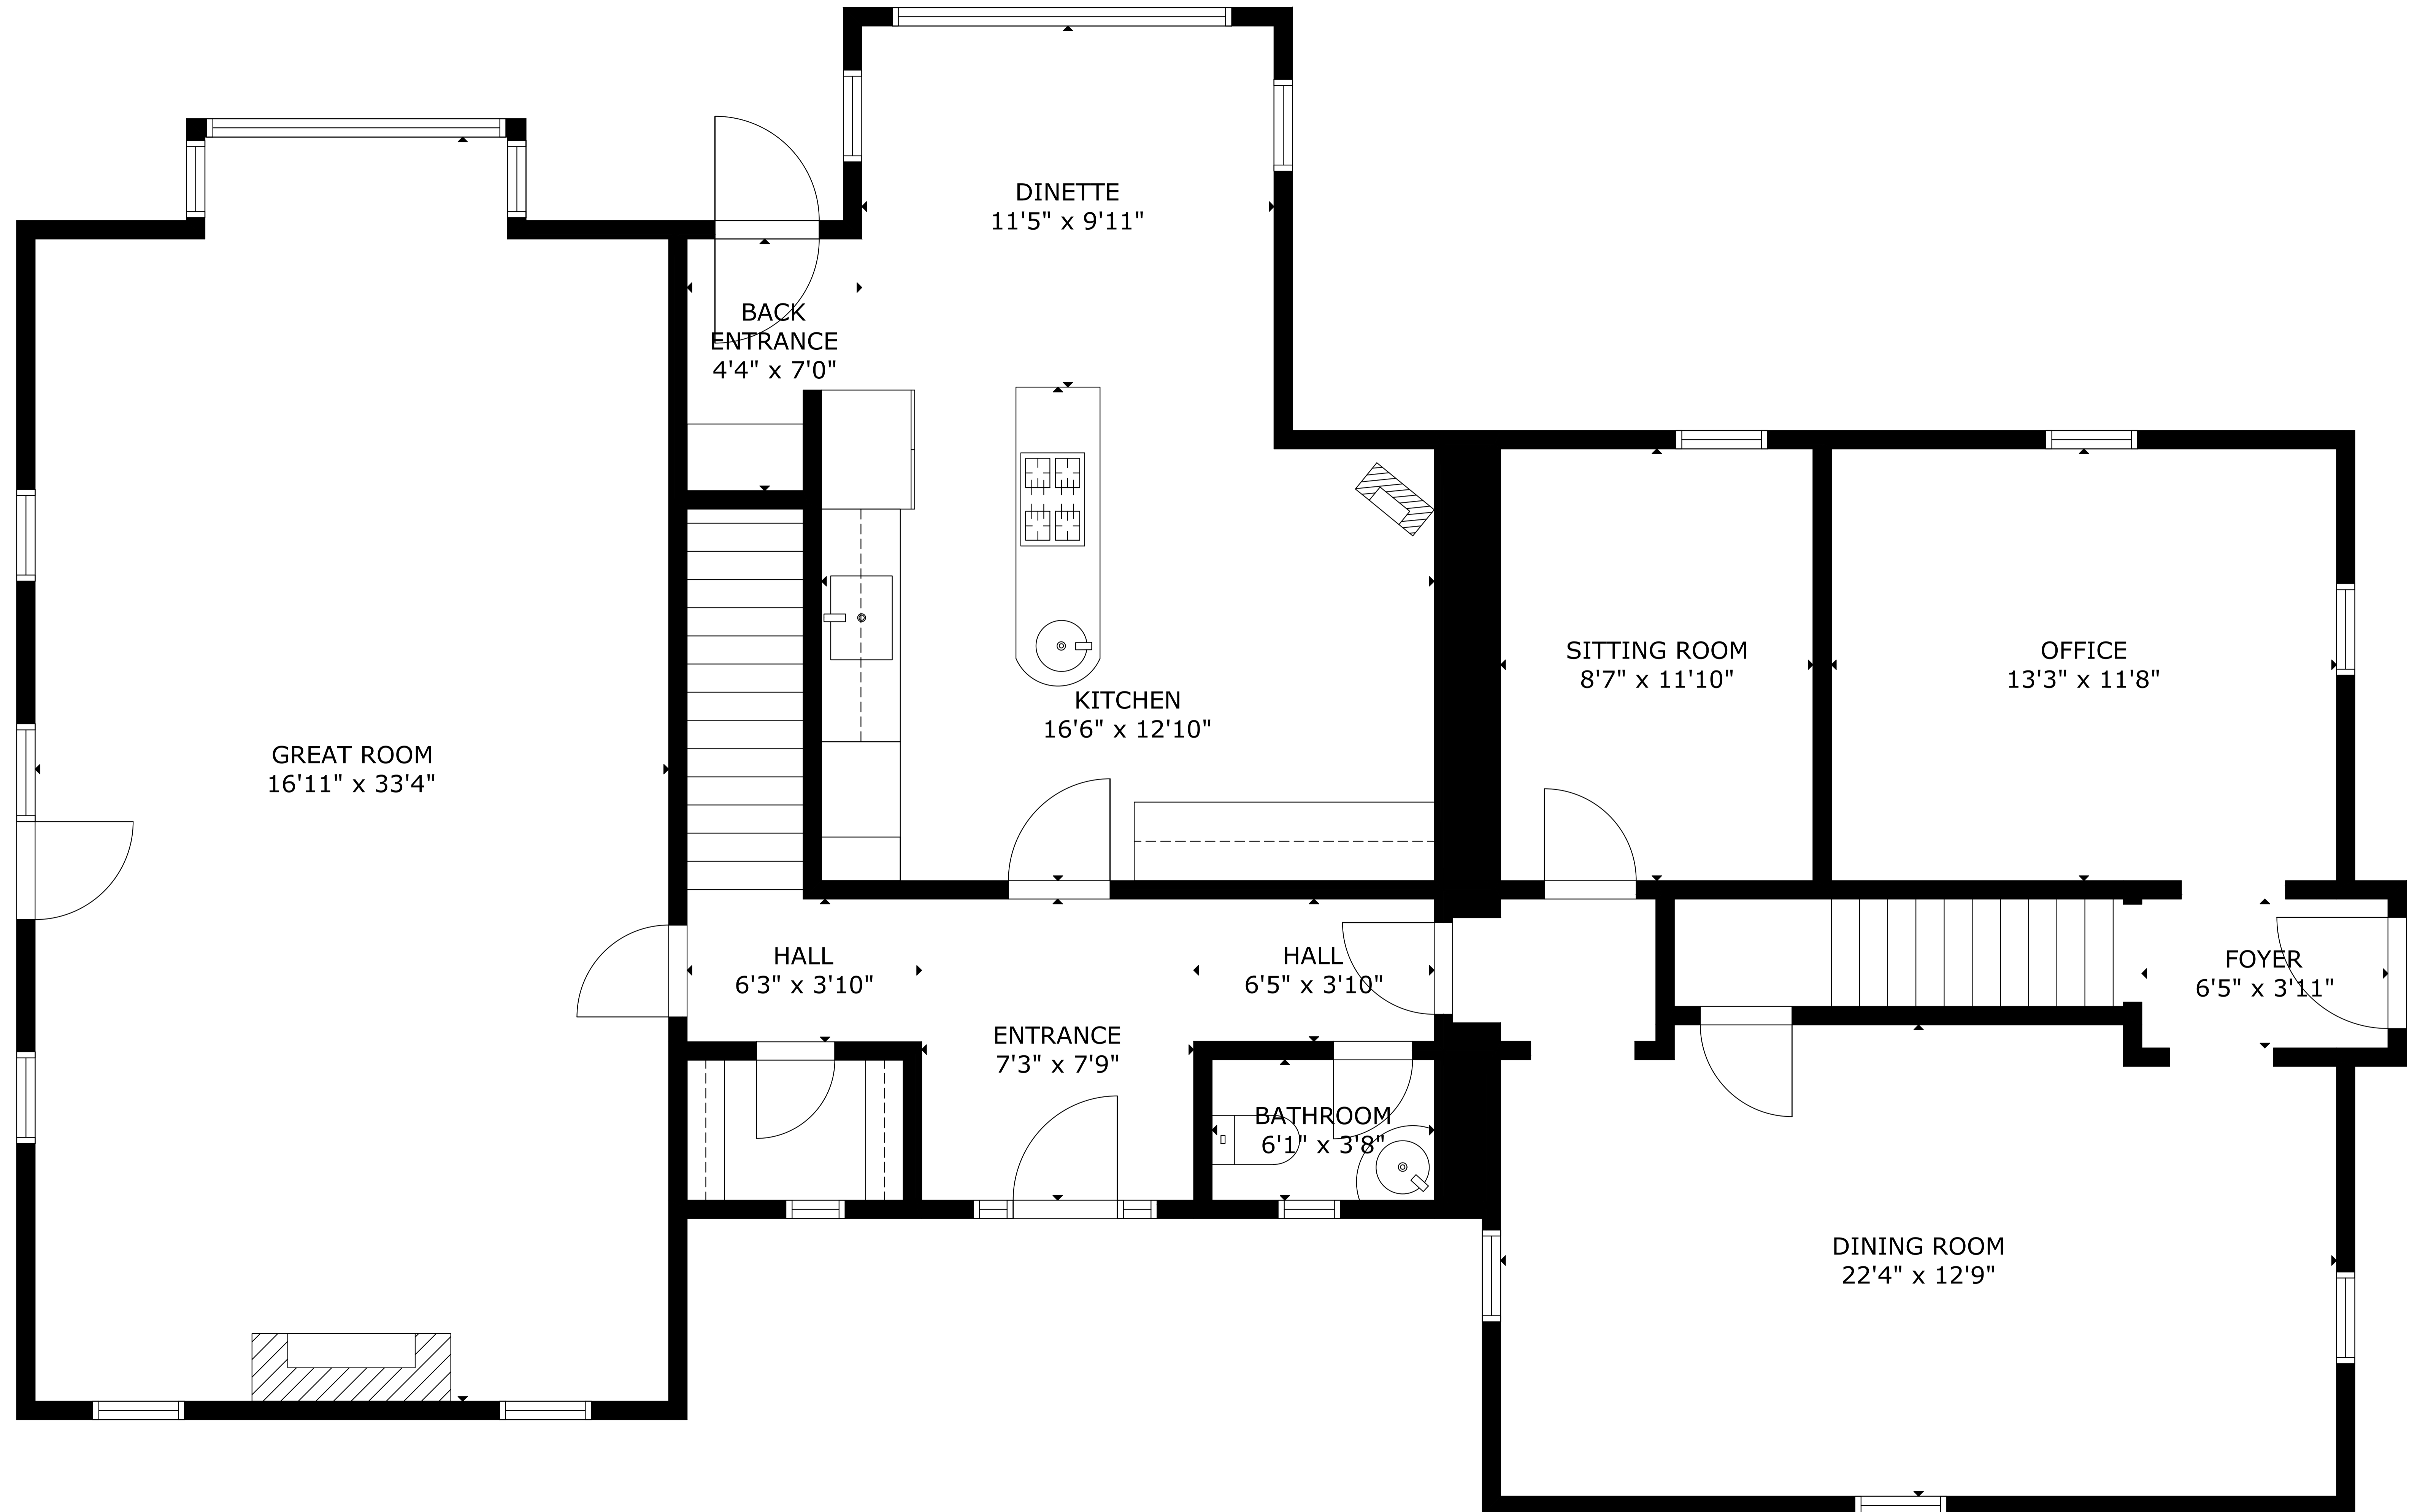 DINETTE
11'5" x 9'11"
BACK
ENTRANCE
4'4" x 7'0"
SITTING ROOM
8'7" x 11'10"
OFFICE
13'3" x 11'8"
KITCHEN
16'6" x 12'10"
GREAT ROOM
16'11" x 33'4"
HALL
6'3" x 3'10"
HALL
6'5" x 3'10"
FOYER
6'5" x 3'11"
ENTRANCE
7'3" x 7'9"
BATHROOM
6'1" x 3'8"
DINING ROOM
22'4" x 12'9"